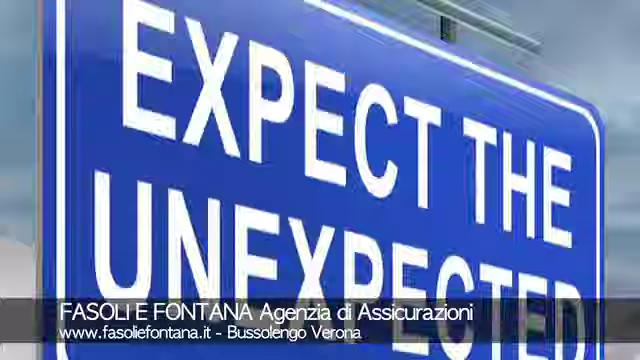 EXPECT THE
UNEXPECTED
FASOLI E FONTANA Agenzia di Assicurazioni
www.fasoliefontana.it - Bussolengo Verona